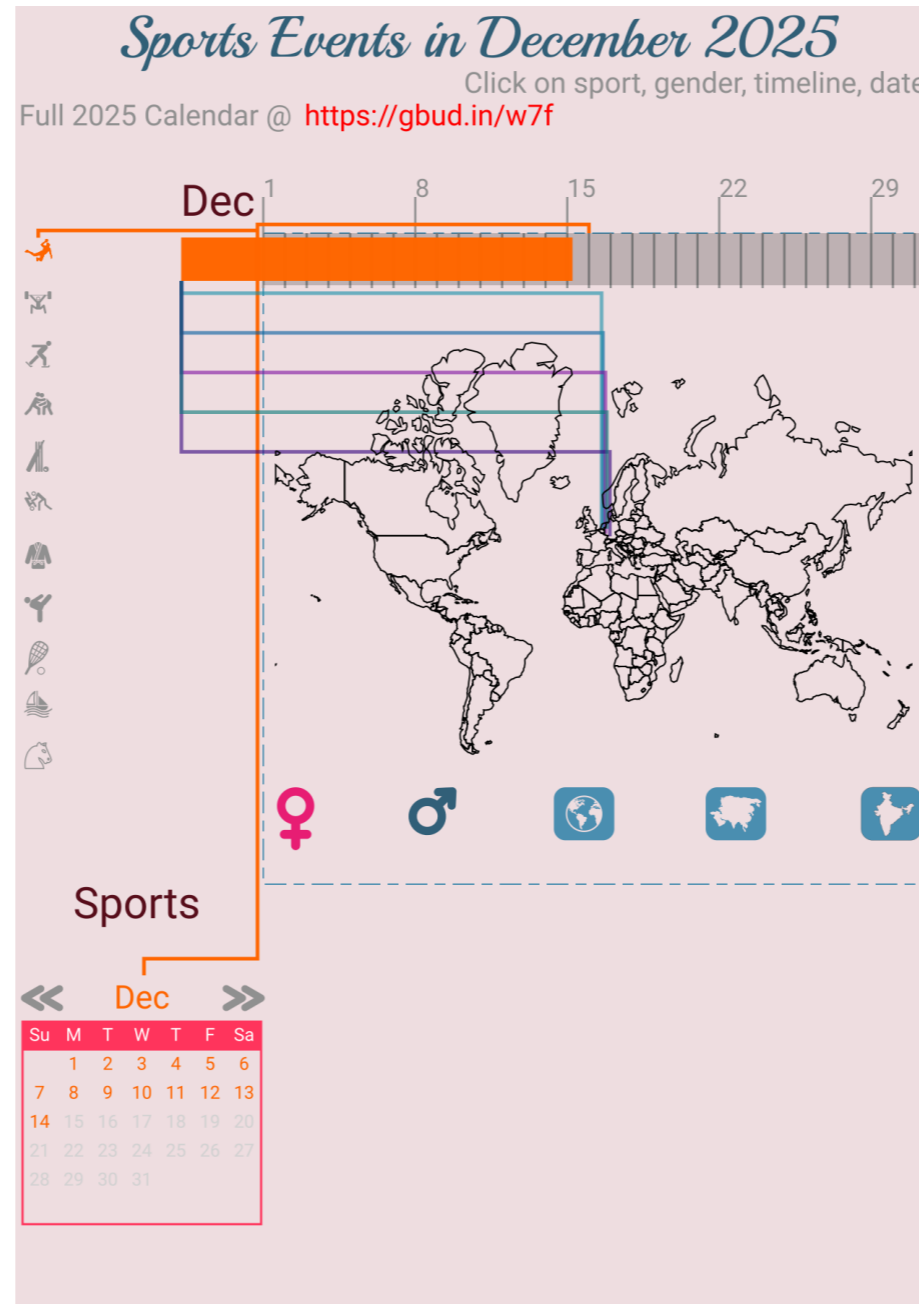 Sports Events in December 2025
Click on sport, gender, timeline, date
Full 2025 Calendar @ https://gbud.in/w7f
1 8 15 22 29
Dec
Sports
Dec
Su M T W T F Sa
1 2 3 4 5 6
7 8 9 10 11 12 13
14 15 16 17 18 19 20
21 22 23 24 25 26 27
28 29 30 31